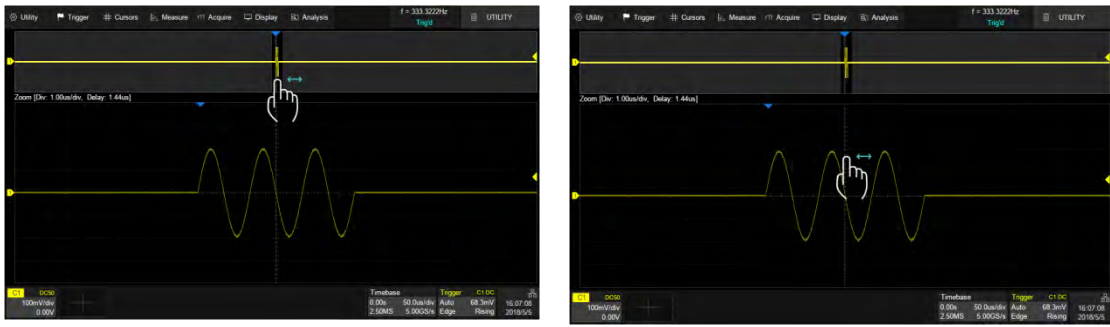 Utility Trigger Cursors Measure Acquire Display Analysis f = 333.3222Hz Trig'd UTILITY
Zoom [Div: 1.00us/div, Delay: 1.44us]
C1 DC50
100mV/div
0.00V
Timebase
0.00s 50.0us/div
2.50MS 5.00GS/s
Trigger C1 DC
Auto 68.3mV
Edge Rising
16:07:08
2018/5/5
Utility Trigger Cursors Measure Acquire Display Analysis f = 333.3222Hz Trig'd UTILITY
Zoom [Div: 1.00us/div, Delay: 1.44us]
C1 DC50
100mV/div
0.00V
Timebase
0.00s 50.0us/div
2.50MS 5.00GS/s
Trigger C1 DC
Auto 68.3mV
Edge Rising
16:07:08
2018/5/5